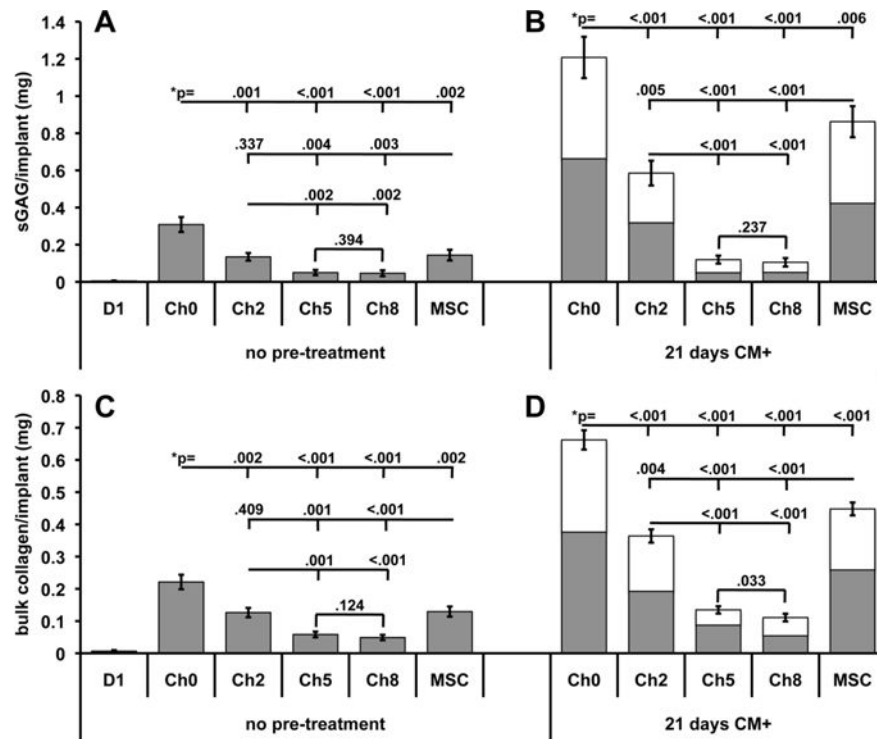 A
B
sGAG/implant (mg)
1.4
1.2
1
0.8
0.6
0.4
0.2
0
*p= .001 <.001 <.001 .002
.337 .004 .003
.002 .002
.394
*p= <.001 <.001 <.001 .006
.005 <.001 <.001
<.001 <.001
.237
D1 Ch0 Ch2 Ch5 Ch8 MSC Ch0 Ch2 Ch5 Ch8 MSC
no pre-treatment 21 days CM+
C
D
bulk collagen/implant (mg)
0.8
0.7
0.6
0.5
0.4
0.3
0.2
0.1
0
*p= .002 <.001 <.001 .002
.409 .001 <.001
.001 <.001
.124
*p= <.001 <.001 <.001 <.001
.004 <.001 <.001
<.001 <.001
.033
D1 Ch0 Ch2 Ch5 Ch8 MSC Ch0 Ch2 Ch5 Ch8 MSC
no pre-treatment 21 days CM+